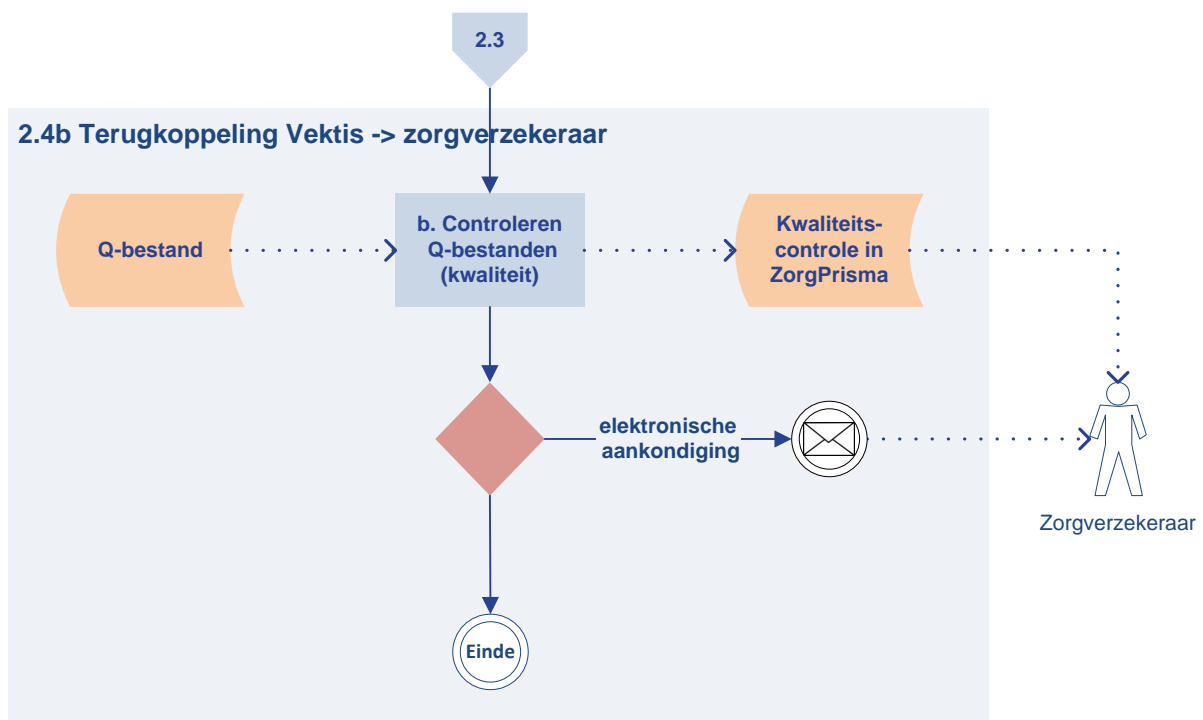 2.3
2.4b Terugkoppeling Vektis -> zorgverzekeraar
Q-bestand
b. Controleren
Q-bestanden
(kwaliteit)
Kwaliteits-
controle in
ZorgPrisma
elektronische
aankondiging
Zorgverzekeraar
Einde